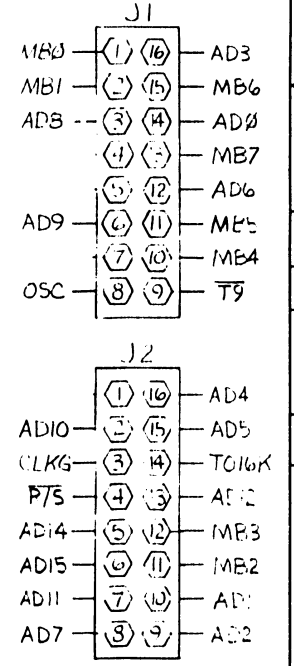 J1
MBØ 1 16 AD3
MB1 2 15 MB6
AD8 3 14 ADØ
4 13 MB7
5 12 AD6
AD9 6 11 MB5
7 10 MB4
OSC 8 9 T9
J2
1 16 AD4
AD10 2 15 AD5
CLKG 3 14 TO16K
P/S 4 13 AD12
AD14 5 12 MB3
AD15 6 11 MB2
AD11 7 10 AD1
AD7 8 9 AD2